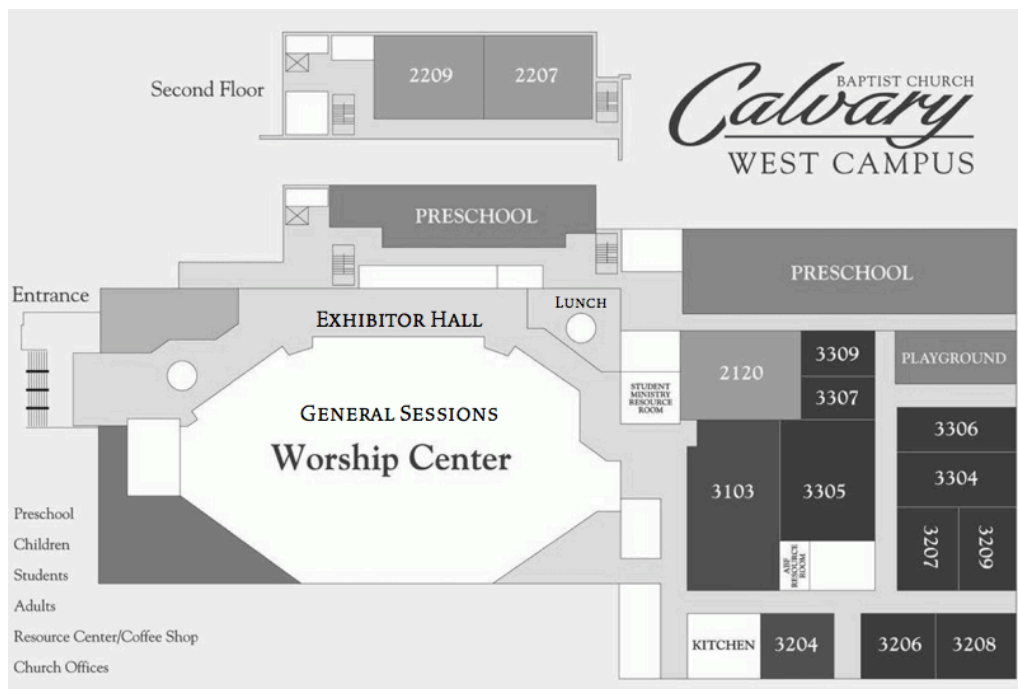 Second Floor
2209
2207
BAPTIST CHURCH
Calvary
WEST CAMPUS
PRESCHOOL
PRESCHOOL
Entrance
EXHIBITOR HALL
LUNCH
GENERAL SESSIONS
Worship Center
STUDENT
MINISTRY
RESOURCE
ROOM
2120
3309
3307
PLAYGROUND
3306
3304
3103
3305
3207
3209
ABF
RESOURCE
ROOM
KITCHEN
3204
3206
3208
Preschool
Children
Students
Adults
Resource Center/Coffee Shop
Church Offices